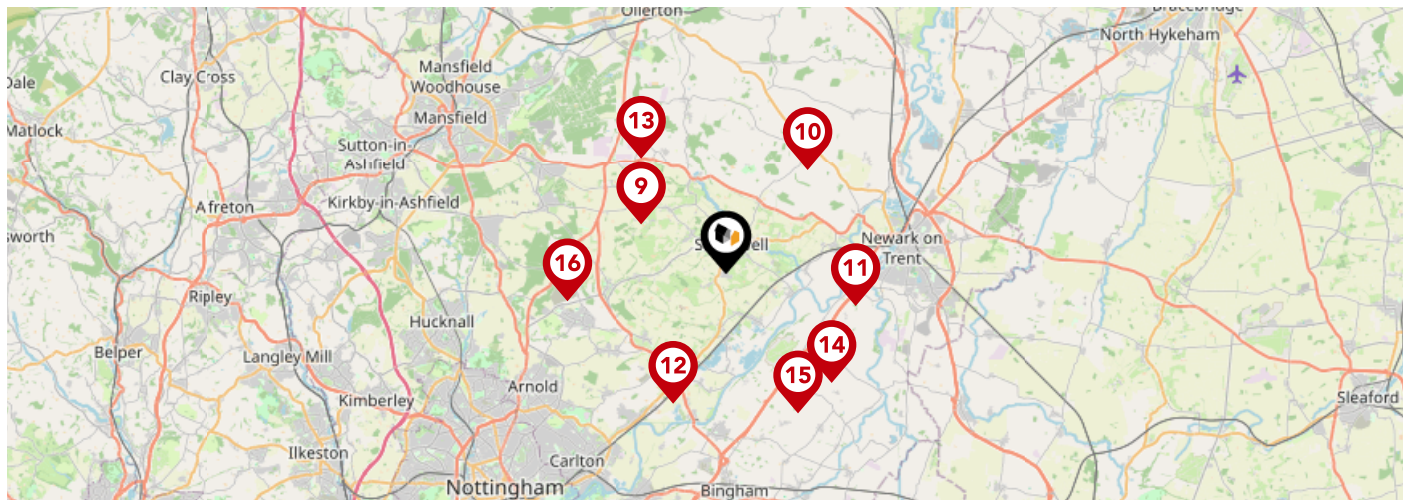 Ollerton
Bracebridge
North Hykeham
Clay Cross
Mansfield
Woodhouse
Dale
Mansfield
13
10
Matlock
Sutton-in-
Ashfield
9
Kirkby-in-Ashfield
Afreton
sworth
Newark on
Trent
16
11
Ripley
Hucknall
14
Belper
Langley Mill
12
15
Arnold
Kimberley
Sleaford
Ilkeston
Carlton
Nottingham
Bingham